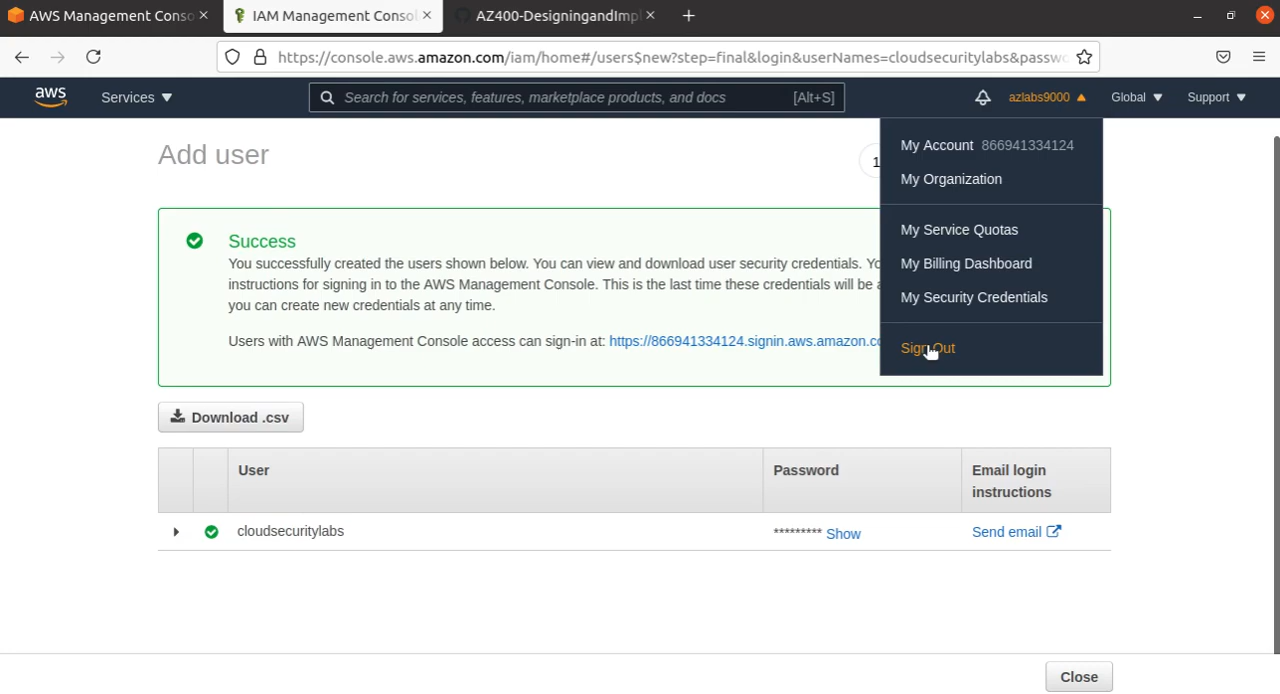 AWS Management Conso
IAM Management Consol
AZ400-DesigningandImpl
https://console.aws.amazon.com/iam/home#/users$new?step=final&login&userNames=cloudsecuritylabs&passwo
aws
Services
Search for services, features, marketplace products, and docs
[Alt+S]
azlabs9000
Global
Support
My Account 866941334124
My Organization
My Service Quotas
My Billing Dashboard
My Security Credentials
Sign Out
Add user
1
Success
You successfully created the users shown below. You can view and download user security credentials. Yo
instructions for signing in to the AWS Management Console. This is the last time these credentials will be a
you can create new credentials at any time.
Users with AWS Management Console access can sign-in at: https://866941334124.signin.aws.amazon.co
Download .csv
User
Password
Email login
instructions
cloudsecuritylabs
********* Show
Send email
Close